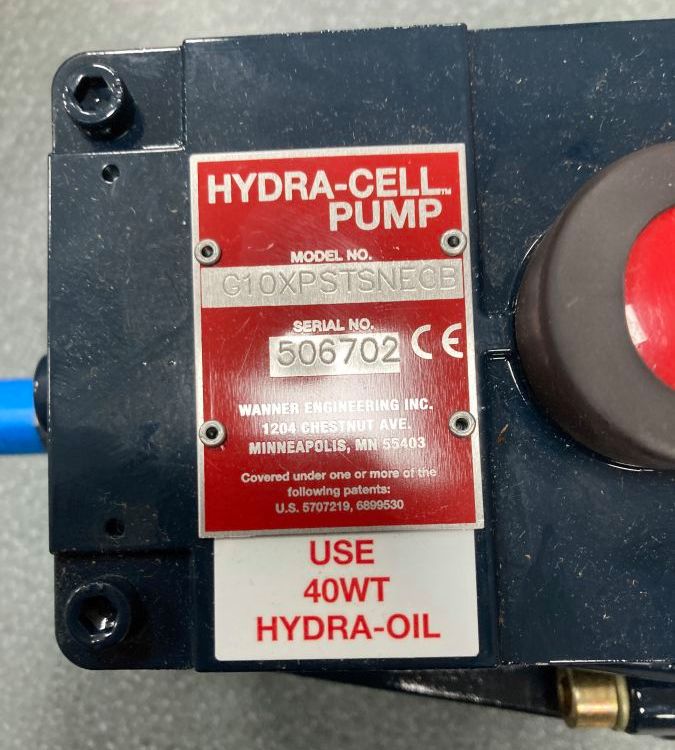 HYDRA-CELL™
PUMP
MODEL NO.
G10XPSTSNECB
SERIAL NO.
506702 CE
WANNER ENGINEERING INC.
1204 CHESTNUT AVE.
MINNEAPOLIS, MN 55403
Covered under one or more of the
following patents:
U.S. 5707219, 6899530
USE
40WT
HYDRA-OIL